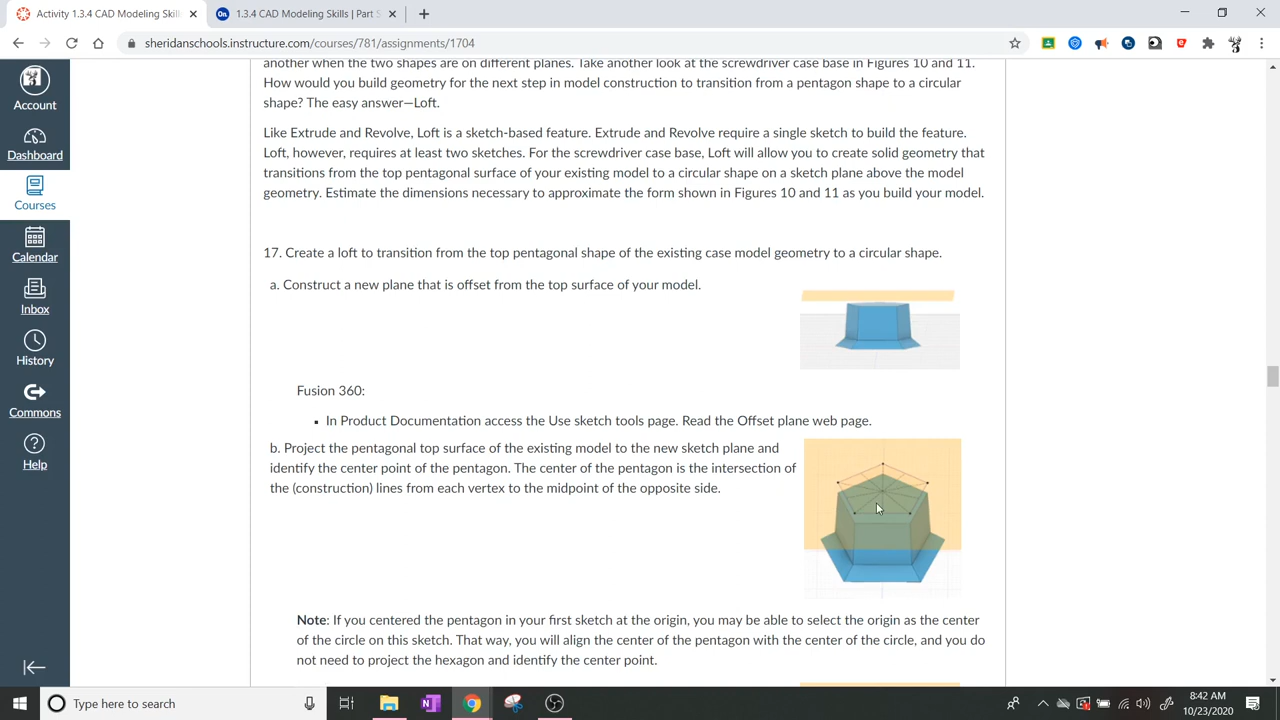 Activity 1.3.4 CAD Modeling Skills
1.3.4 CAD Modeling Skills | Part S
sheridanschools.instructure.com/courses/781/assignments/1704
Account
Dashboard
Courses
Calendar
Inbox
History
Commons
Help
another when the two shapes are on different planes. Take another look at the screwdriver case base in Figures 10 and 11.
How would you build geometry for the next step in model construction to transition from a pentagon shape to a circular
shape? The easy answer—Loft.
Like Extrude and Revolve, Loft is a sketch-based feature. Extrude and Revolve require a single sketch to build the feature.
Loft, however, requires at least two sketches. For the screwdriver case base, Loft will allow you to create solid geometry that
transitions from the top pentagonal surface of your existing model to a circular shape on a sketch plane above the model
geometry. Estimate the dimensions necessary to approximate the form shown in Figures 10 and 11 as you build your model.
17. Create a loft to transition from the top pentagonal shape of the existing case model geometry to a circular shape.
a. Construct a new plane that is offset from the top surface of your model.
Fusion 360:
▪ In Product Documentation access the Use sketch tools page. Read the Offset plane web page.
b. Project the pentagonal top surface of the existing model to the new sketch plane and
identify the center point of the pentagon. The center of the pentagon is the intersection of
the (construction) lines from each vertex to the midpoint of the opposite side.
Note: If you centered the pentagon in your first sketch at the origin, you may be able to select the origin as the center
of the circle on this sketch. That way, you will align the center of the pentagon with the center of the circle, and you do
not need to project the hexagon and identify the center point.
Type here to search
8:42 AM
10/23/2020